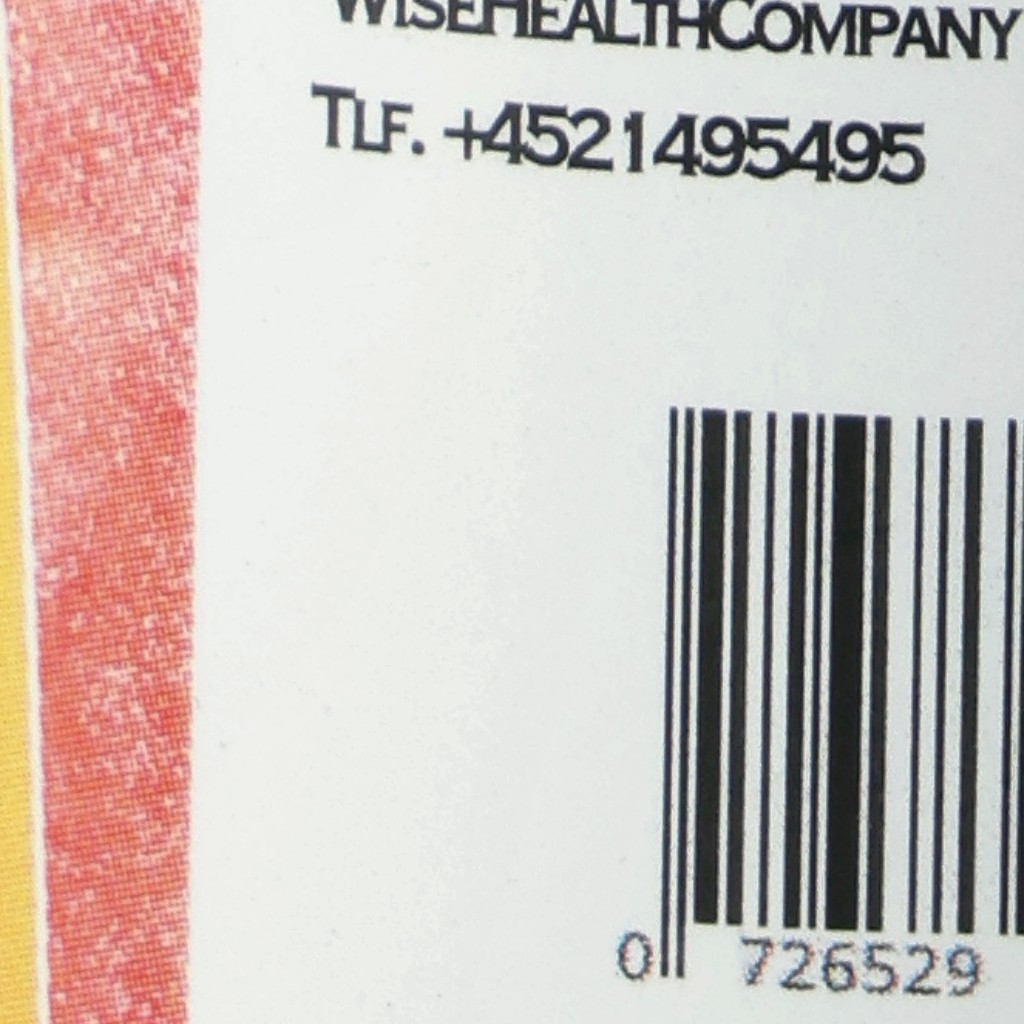 WISEHEALTHCOMPANY
TLF. +4521495495
0 726529